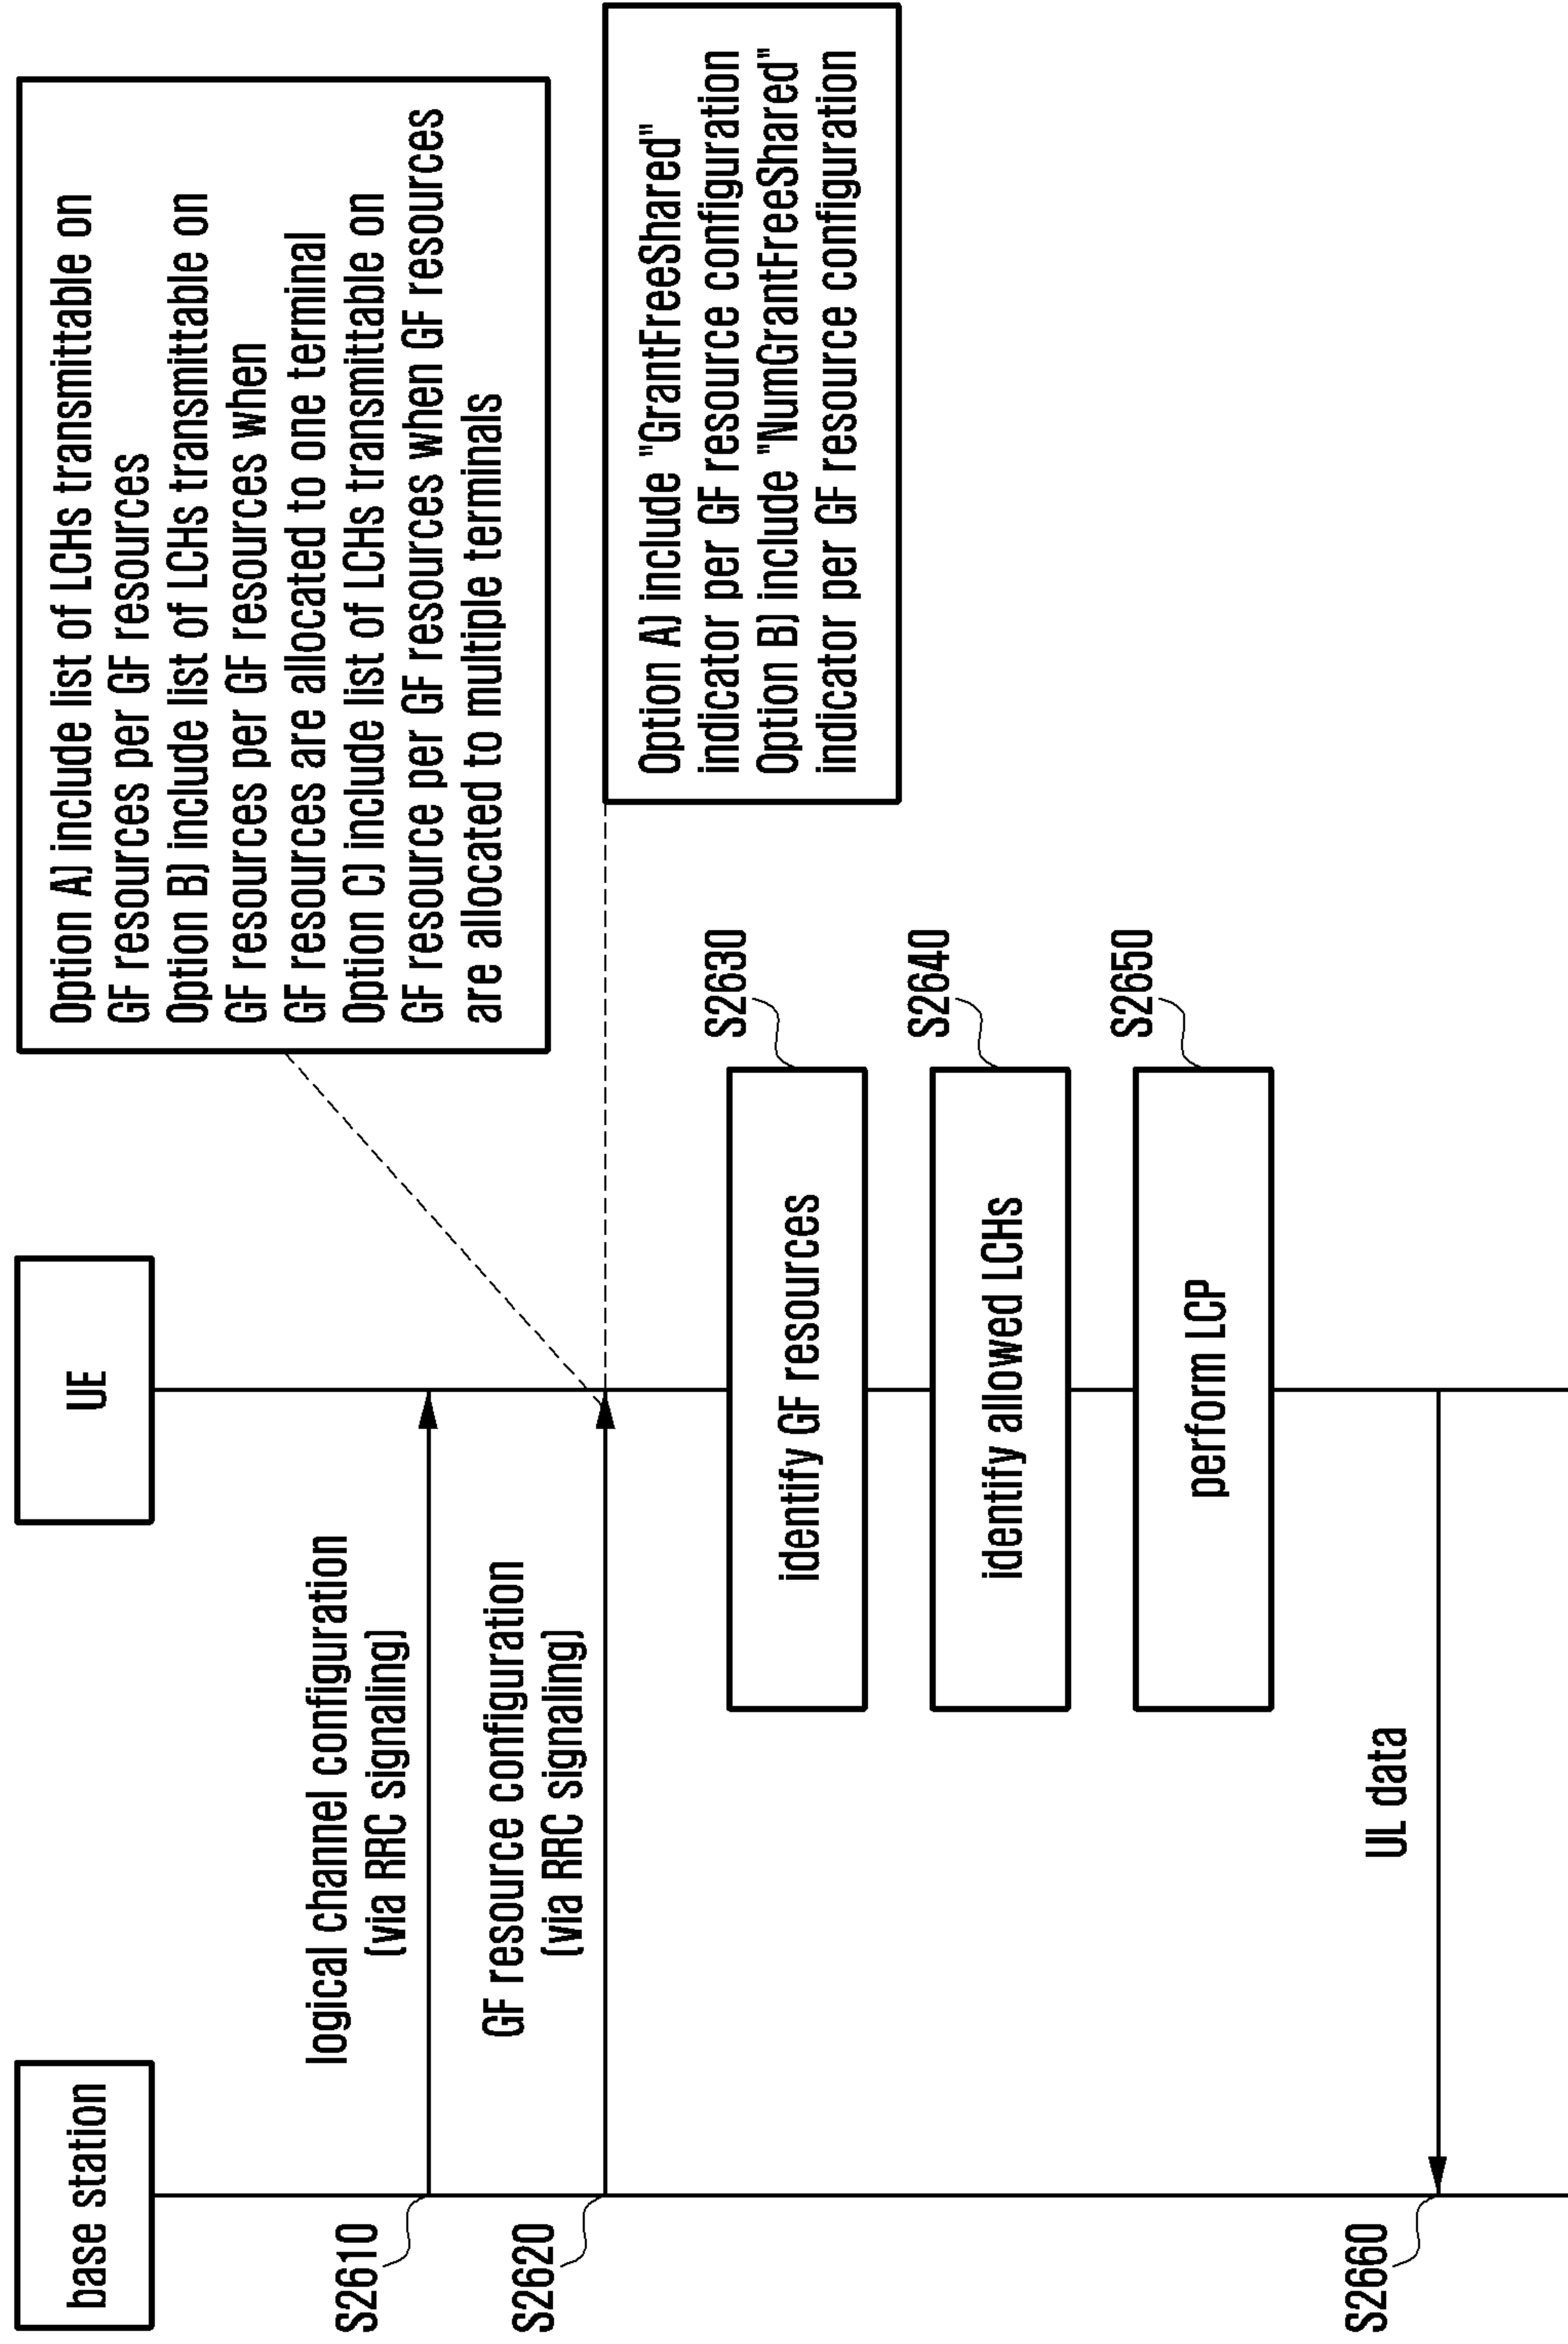 base station
UE
Option A) include list of LCHs transmittable on
GF resources per GF resources
Option B) include list of LCHs transmittable on
GF resources per GF resources when
GF resources are allocated to one terminal
Option C) include list of LCHs transmittable on
GF resource per GF resources when GF resources
are allocated to multiple terminals
S2610
logical channel configuration
(via RRC signaling)
S2620
GF resource configuration
(via RRC signaling)
Option A) include "GrantFreeShared"
indicator per GF resource configuration
Option B) include "NumGrantFreeShared"
indicator per GF resource configuration
S2630
identify GF resources
S2640
identify allowed LCHs
S2650
perform LCP
S2660
UL data